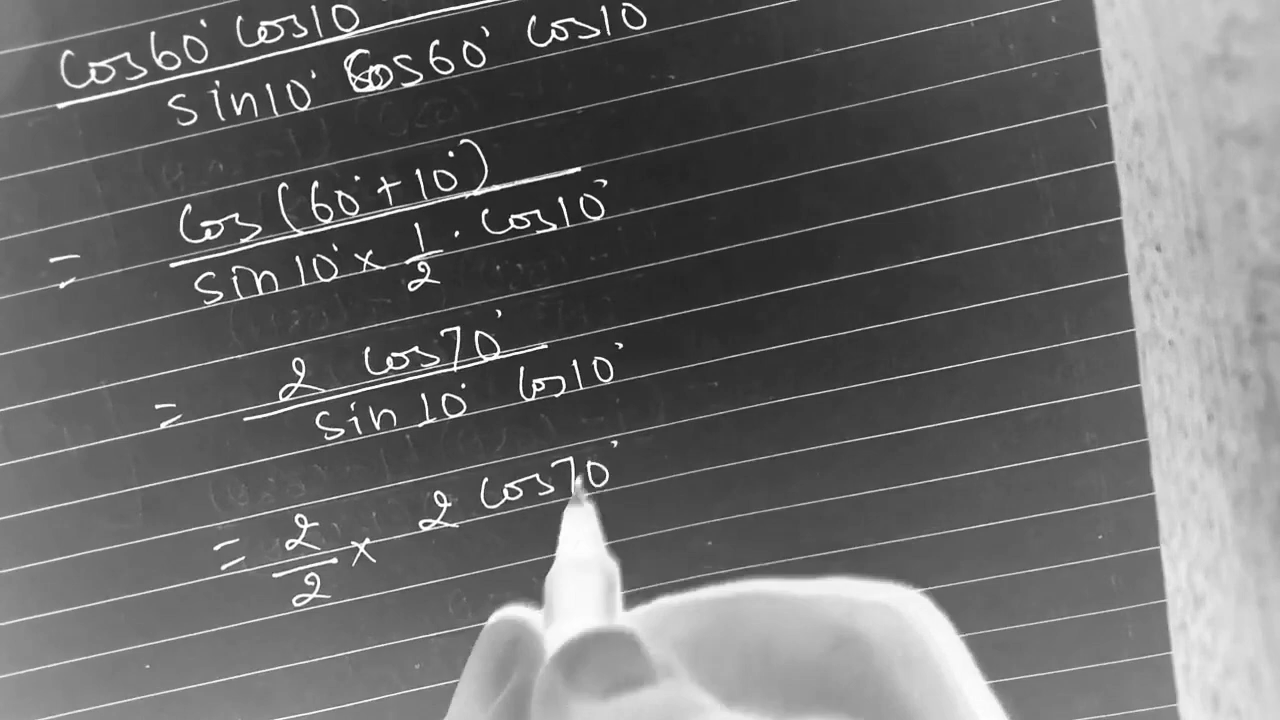 cos60° cos10
sin10° cos60° cos10
= cos(60°+10°)
sin10° × 1/2 · cos10°
= 2 cos70°
sin10° cos10°
= 2/2 × 2 cos70°